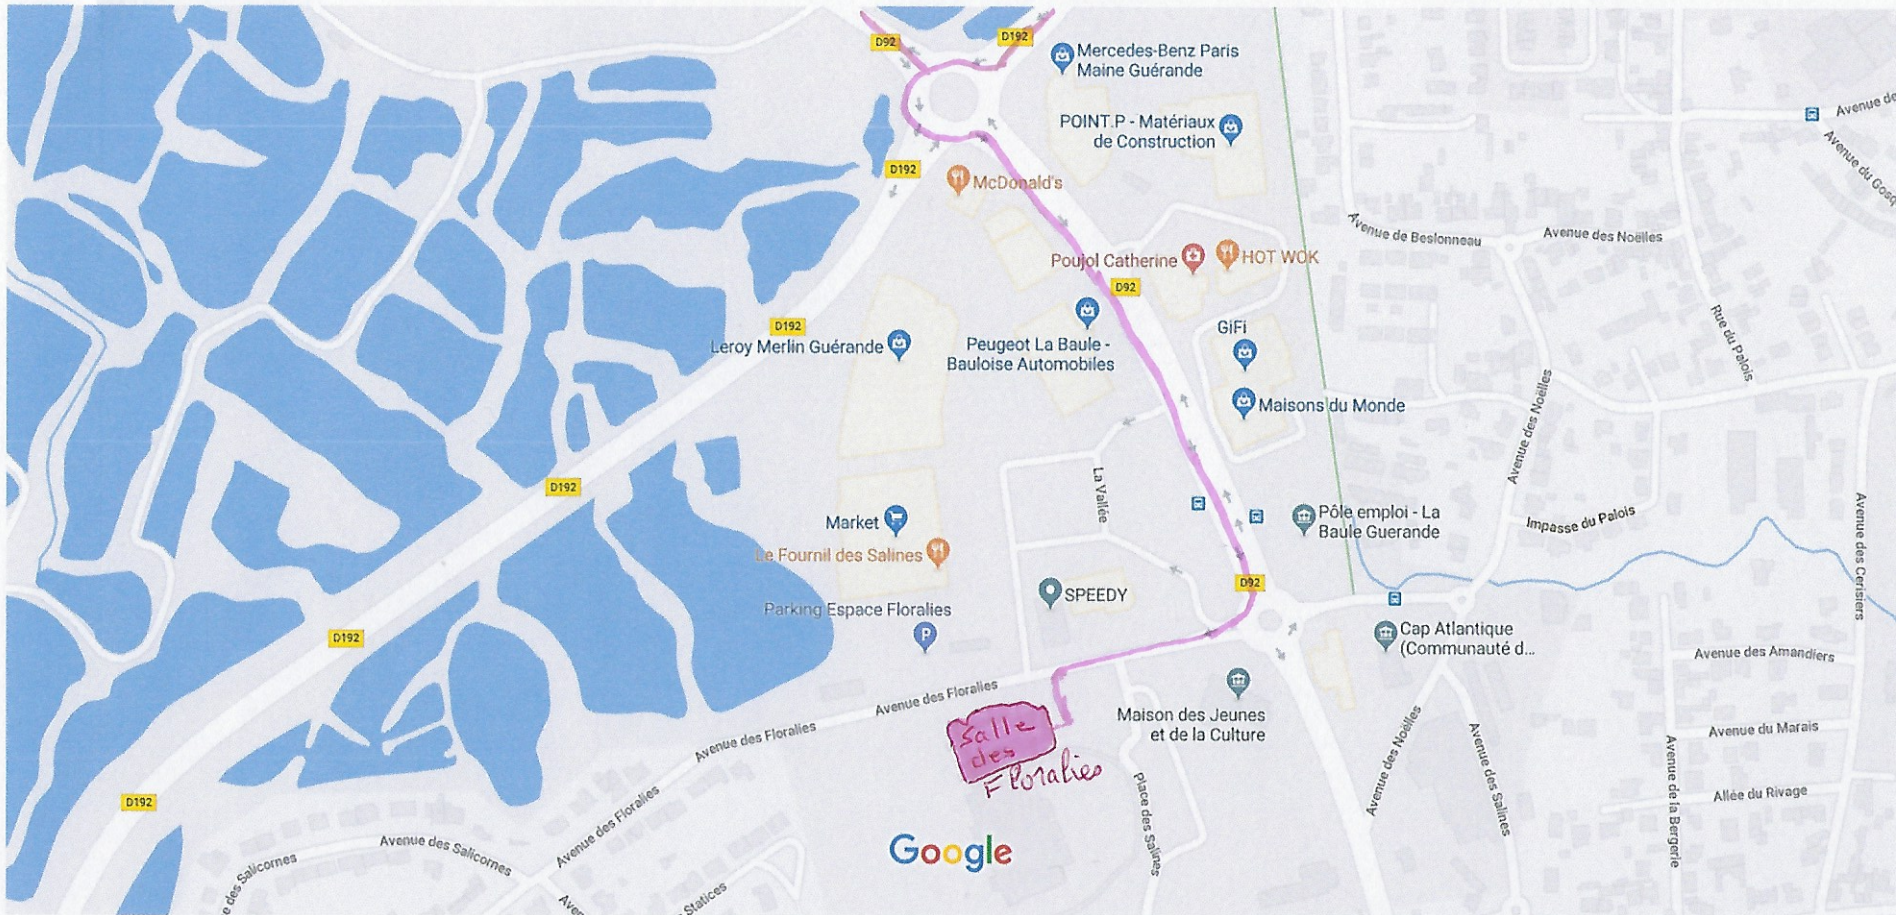 D92
D192
Mercedes-Benz Paris
Maine Guérande
Avenue de
POINT.P - Matériaux
de Construction
D192
McDonald's
Avenue du Gosq
Avenue de Beslonneau
Avenue des Noëlles
Poujol Catherine
HOT WOK
D92
D192
GiFi
Rue du Palois
Leroy Merlin Guérande
Peugeot La Baule -
Bauloise Automobiles
Maisons du Monde
Avenue des Noëlles
La Vallée
D192
Market
Pôle emploi - La
Baule Guerande
Impasse du Palois
Avenue des Cerisiers
Le Fournil des Salines
D92
SPEEDY
Parking Espace Floralies
P
D192
Cap Atlantique
(Communauté d...
Avenue des Amandiers
Avenue des Floralies
Maison des Jeunes
et de la Culture
Avenue des Floralies
Salle
des
Floralies
Avenue du Marais
Avenue des Noëlles
Avenue des Salines
Avenue de la Bergerie
Place des Salines
Allée du Rivage
D192
Avenue des Floralies
Avenue des Salicornes
e des Salicornes
Google
Statices
Aven